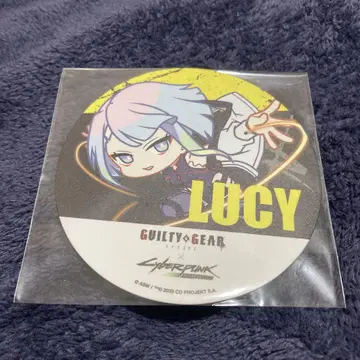 LUCY
GUILTY GEAR
STRIVE
×
Cyberpunk